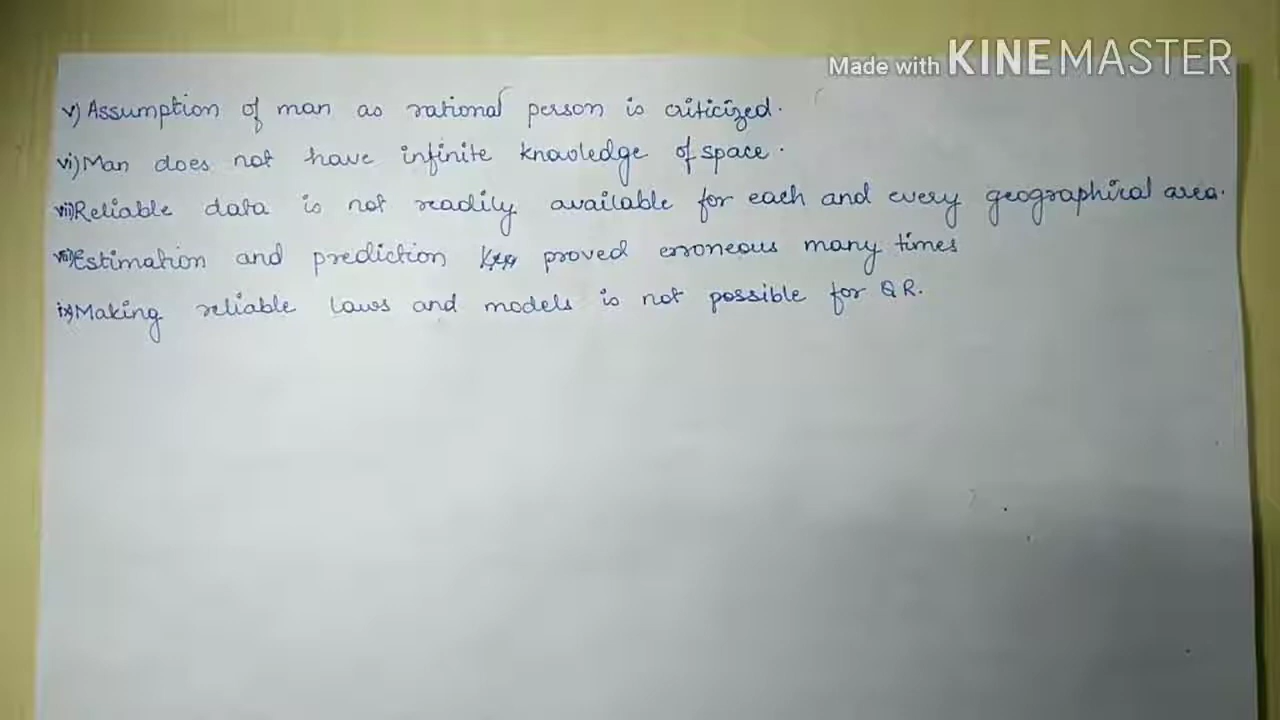 Made with KINEMASTER
v) Assumption of man as rational person is criticized.
vi) Man does not have infinite knowledge of space.
vii) Reliable data is not readily available for each and every geographical area.
viii) Estimation and prediction proved erroneous many times
ix) Making reliable laws and models is not possible for QR.